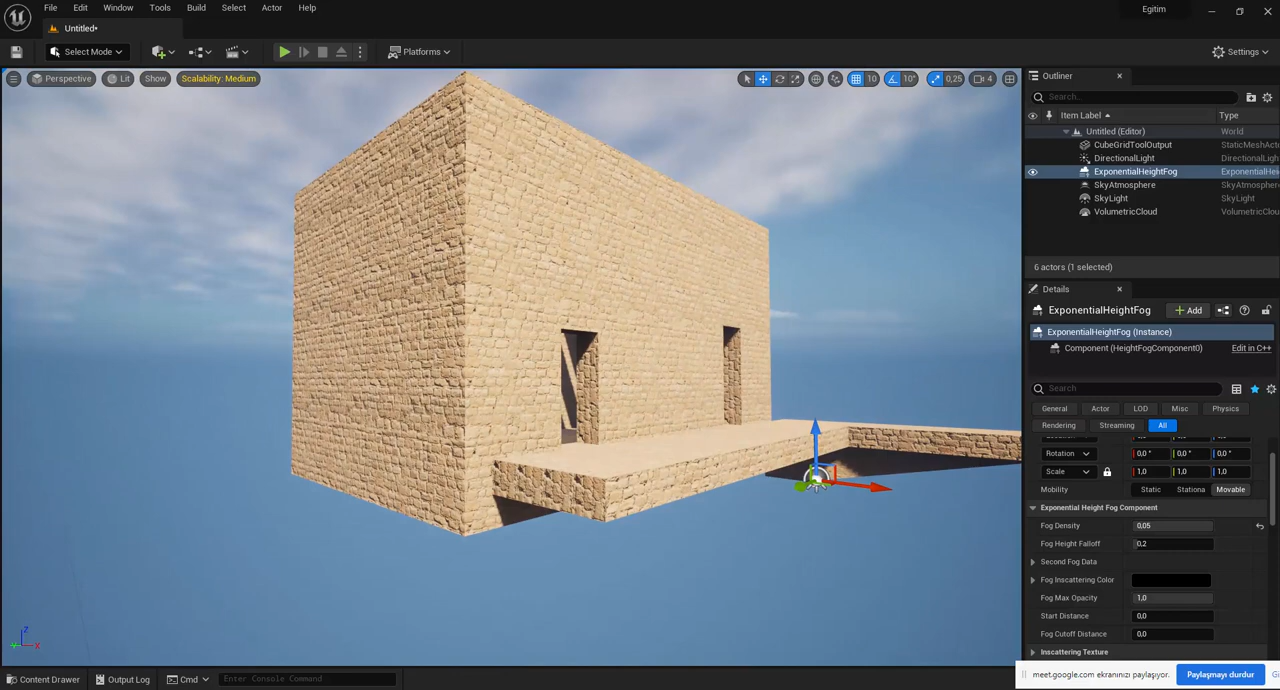 File Edit Window Tools Build Select Actor Help
Egitim
Untitled*
Select Mode
Platforms
Settings
Perspective Lit Show Scalability: Medium
10 10° 0,25 4
Outliner
Search...
Item Label Type
Untitled (Editor) World
CubeGridToolOutput StaticMeshAct
DirectionalLight DirectionalLigh
ExponentialHeightFog ExponentialHei
SkyAtmosphere SkyAtmosphere
SkyLight SkyLight
VolumetricCloud VolumetricClou
6 actors (1 selected)
Details
ExponentialHeightFog
Add
ExponentialHeightFog (Instance)
Component (HeightFogComponent0) Edit in C++
Search
General Actor LOD Misc Physics
Rendering Streaming All
Rotation 0,0 ° 0,0 ° 0,0 °
Scale 1,0 1,0 1,0
Mobility Static Stationa Movable
Exponential Height Fog Component
Fog Density 0,05
Fog Height Falloff 0,2
Second Fog Data
Fog Inscattering Color
Fog Max Opacity 1,0
Start Distance 0,0
Fog Cutoff Distance 0,0
Inscattering Texture
Z
Y X
Content Drawer Output Log Cmd Enter Console Command
meet.google.com ekranınızı paylaşıyor. Paylaşmayı durdur